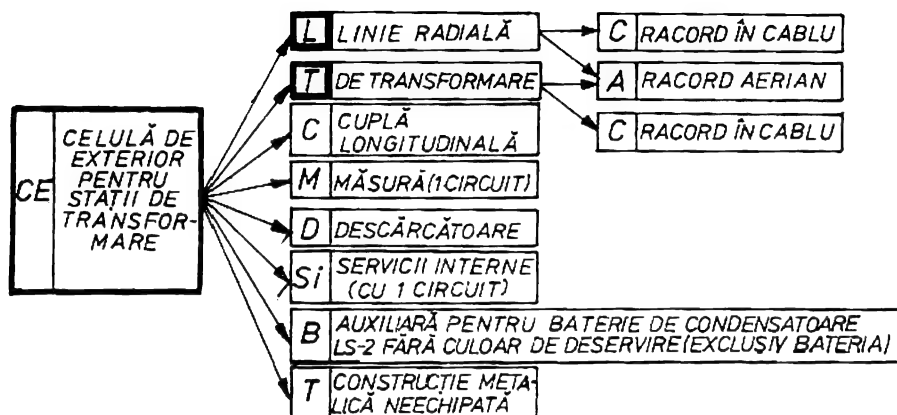 CE
CELULĂ DE
EXTERIOR
PENTRU
STAȚII DE
TRANSFOR-
MARE
L LINIE RADIALĂ
C RACORD ÎN CABLU
T DE TRANSFORMARE
A RACORD AERIAN
C RACORD ÎN CABLU
C CUPLĂ
LONGITUDINALĂ
M MĂSURĂ (1 CIRCUIT)
D DESCĂRCĂTOARE
Si SERVICII INTERNE
(CU 1 CIRCUIT)
B AUXILIARĂ PENTRU BATERIE DE CONDENSATOARE
LS-2 FĂRĂ CULOAR DE DESERVIRE (EXCLUSIV BATERIA)
T CONSTRUCȚIE META-
LICĂ NEECHIPATĂ